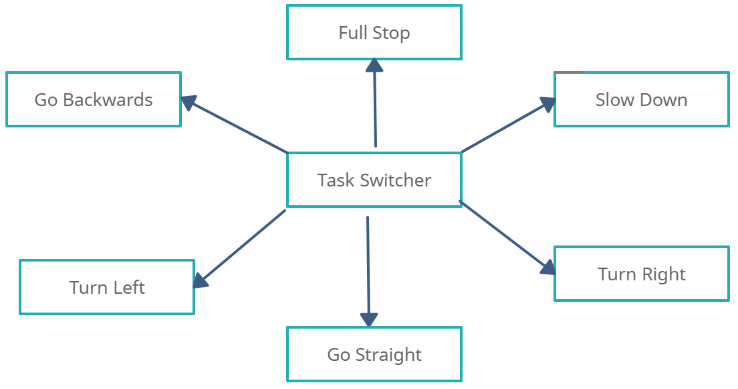 Full Stop
Go Backwards
Slow Down
Task Switcher
Turn Left
Turn Right
Go Straight